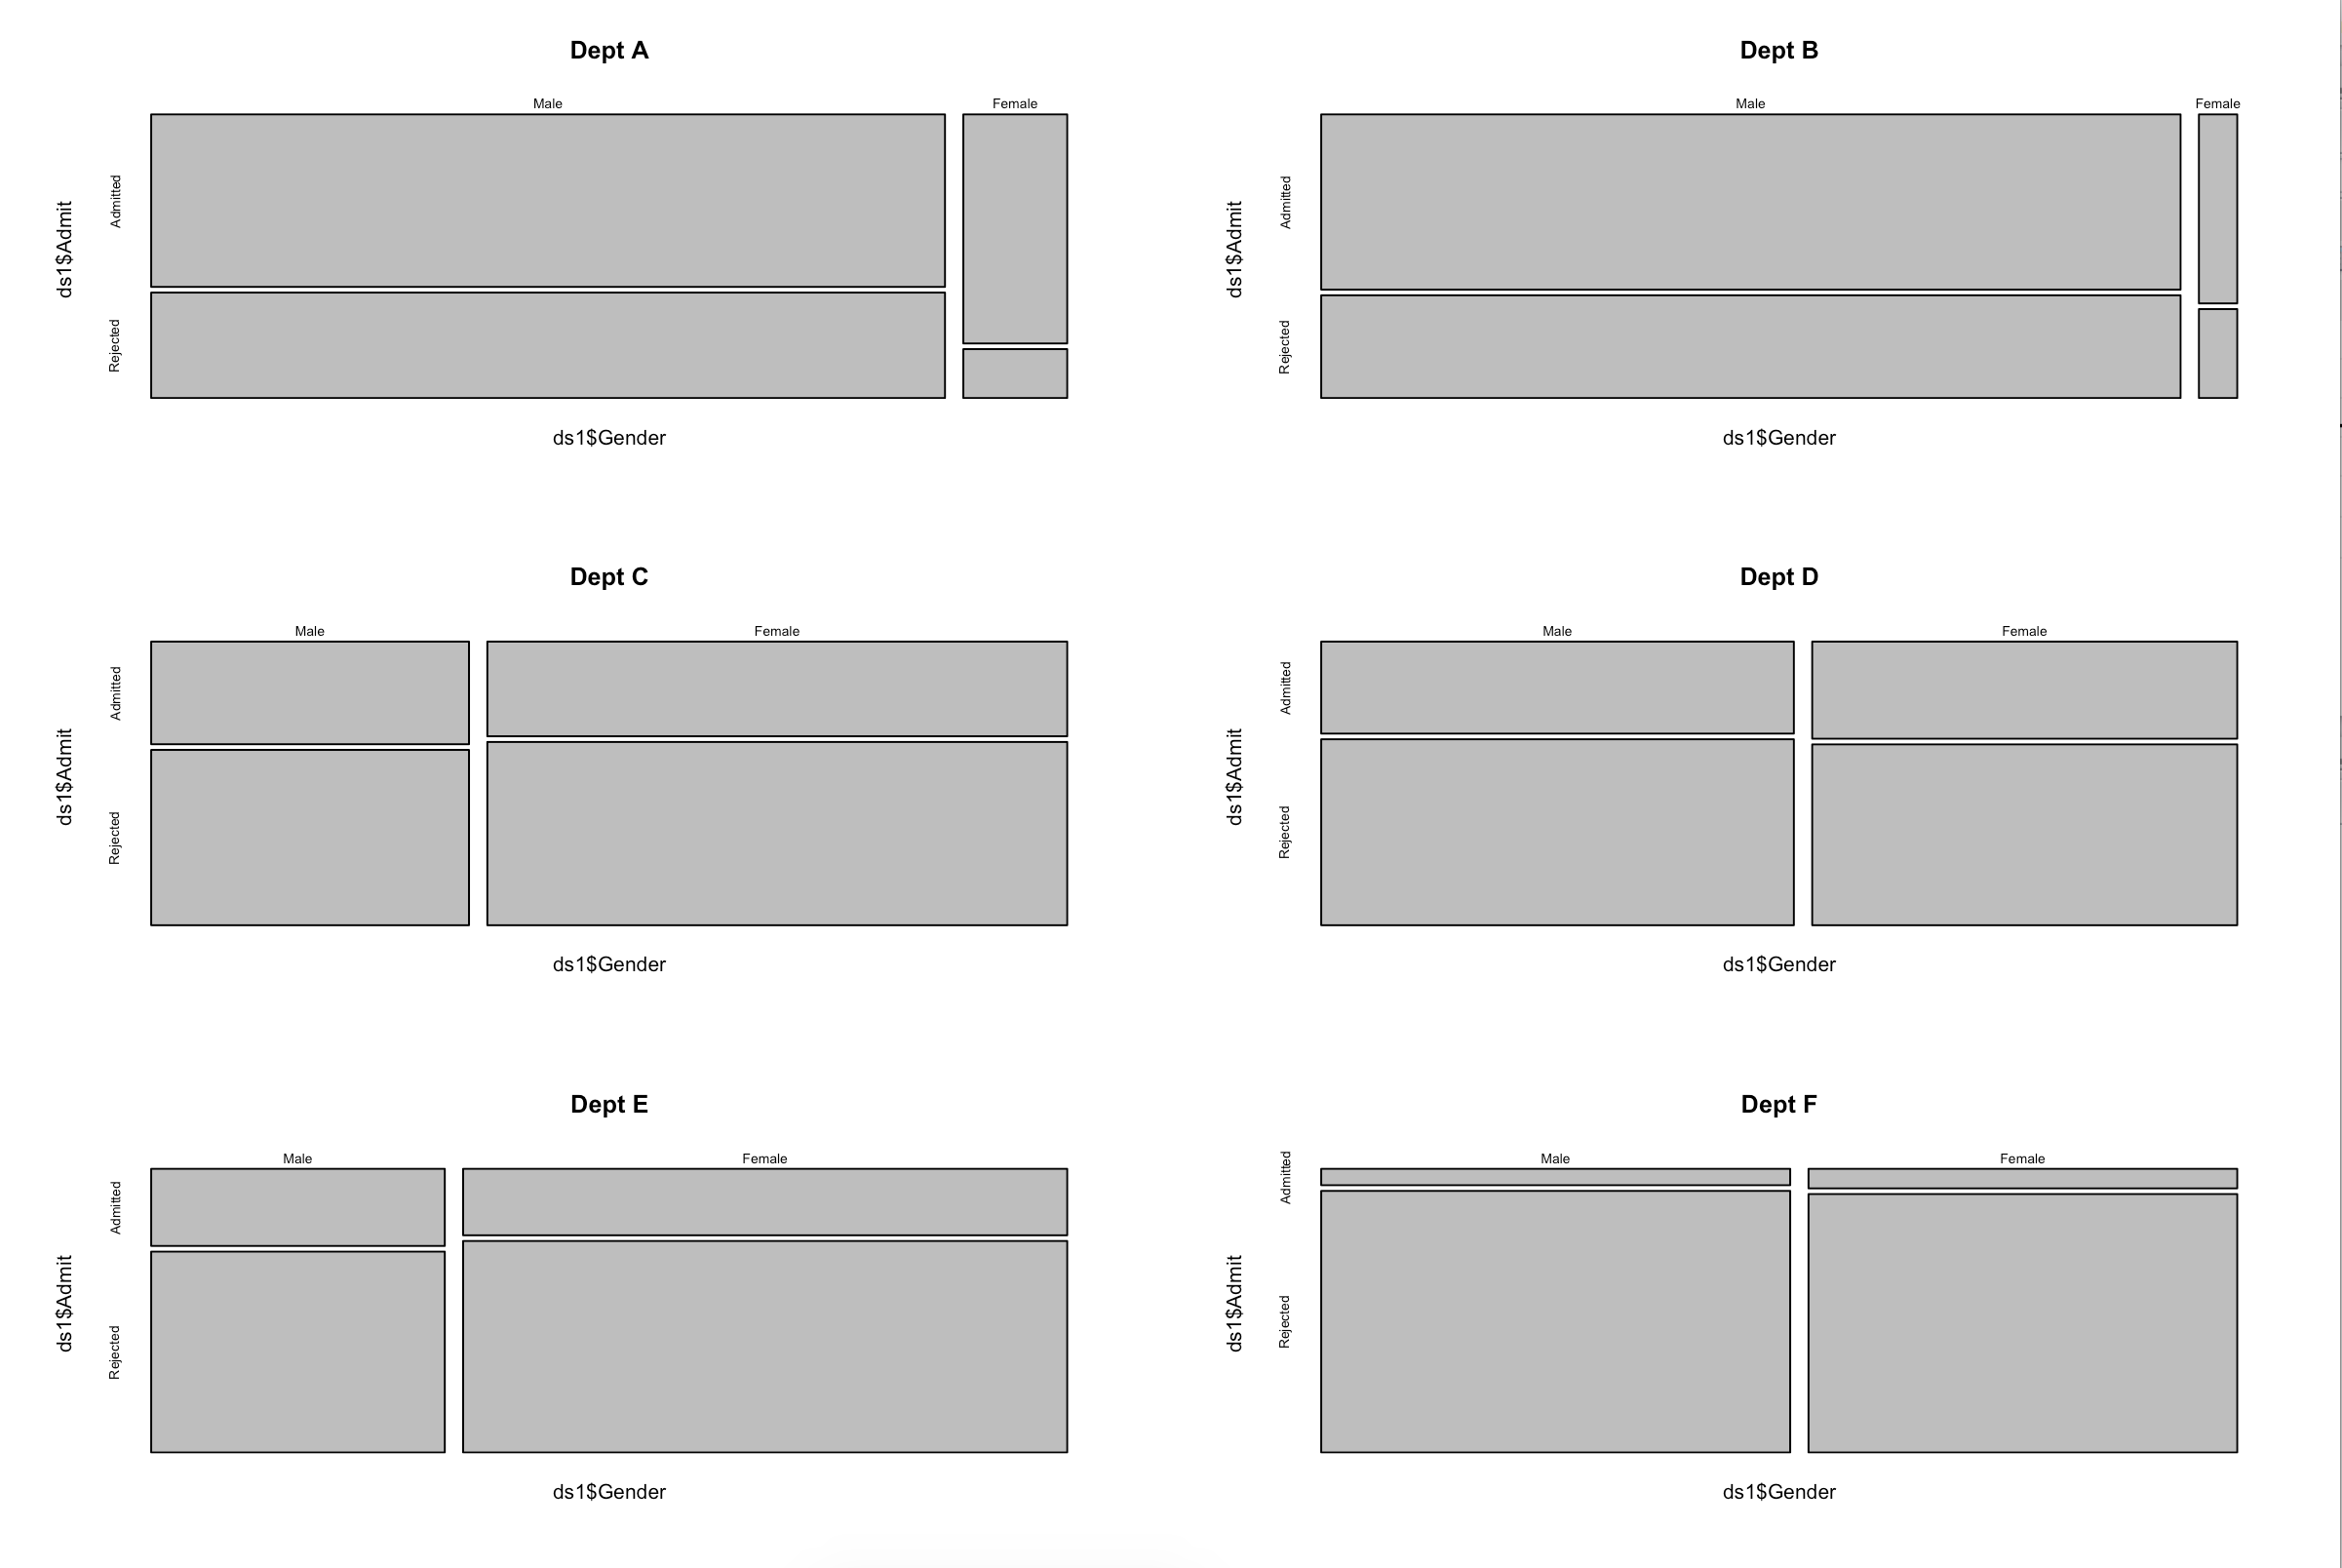 Dept A
Male Female
Admitted
ds1$Admit
Rejected
ds1$Gender
Dept B
Male Female
Admitted
ds1$Admit
Rejected
ds1$Gender
Dept C
Male Female
Admitted
ds1$Admit
Rejected
ds1$Gender
Dept D
Male Female
Admitted
ds1$Admit
Rejected
ds1$Gender
Dept E
Male Female
Admitted
ds1$Admit
Rejected
ds1$Gender
Dept F
Male Female
Admitted
ds1$Admit
Rejected
ds1$Gender